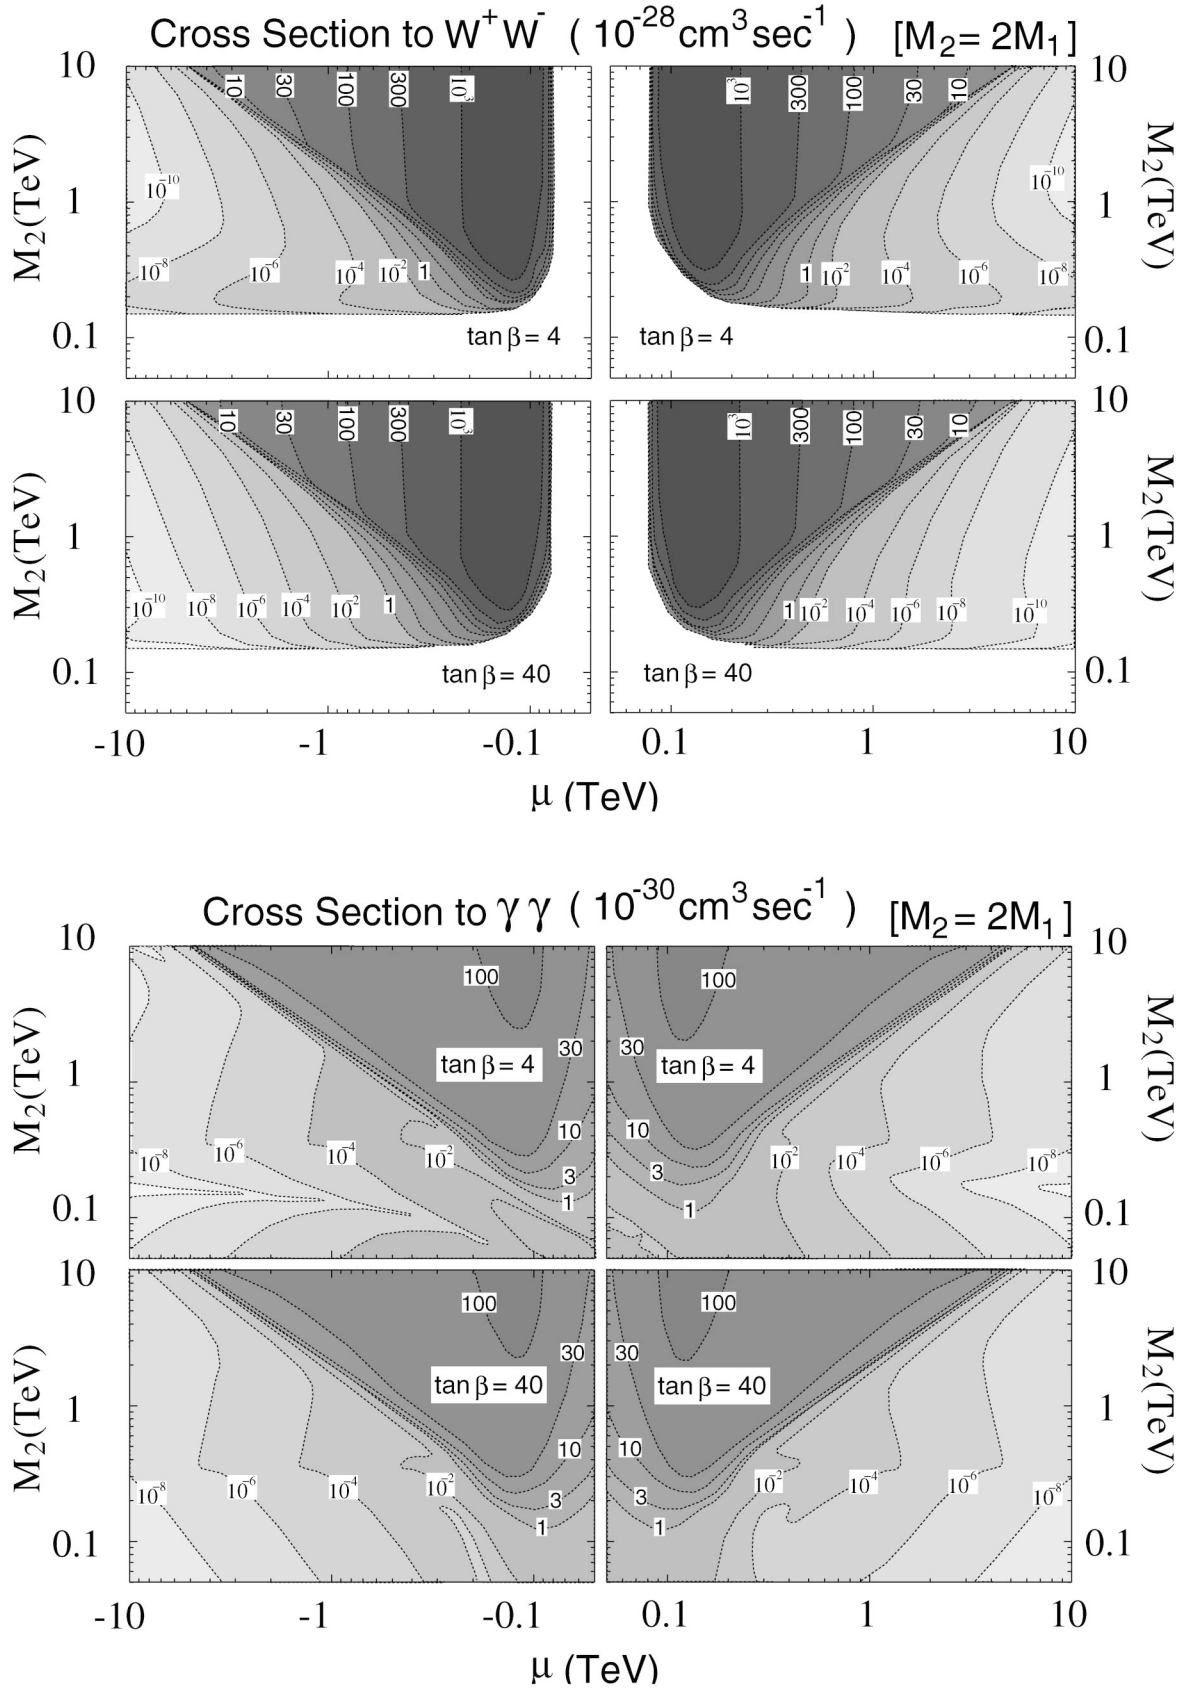 Cross Section to W⁺W⁻ ( 10⁻²⁸cm³sec⁻¹ ) [M₂= 2M₁]
10 10 30 100 300 10³ 10³ 300 100 30 10 10
M₂(TeV) M₂(TeV)
1 10⁻¹⁰ 10⁻¹⁰ 1
10⁻⁸ 10⁻⁶ 10⁻⁴ 10⁻² 1 1 10⁻² 10⁻⁴ 10⁻⁶ 10⁻⁸
0.1 tan β = 4 tan β = 4 0.1
10 10 30 100 300 10³ 10³ 300 100 30 10 10
M₂(TeV) M₂(TeV)
1 1
10⁻¹⁰ 10⁻⁸ 10⁻⁶ 10⁻⁴ 10⁻² 1 1 10⁻² 10⁻⁴ 10⁻⁶ 10⁻⁸ 10⁻¹⁰
0.1 tan β = 40 tan β = 40 0.1
-10 -1 -0.1 0.1 1 10
μ (TeV)
Cross Section to γγ ( 10⁻³⁰cm³sec⁻¹ ) [M₂= 2M₁]
10 10
100 100
M₂(TeV) M₂(TeV)
30 30
tan β = 4 tan β = 4
1 1
10 10
10⁻⁸ 10⁻⁶ 10⁻⁴ 10⁻² 3 3 10⁻² 10⁻⁴ 10⁻⁶ 10⁻⁸
1 1
0.1 0.1
10 10
100 100
M₂(TeV) M₂(TeV)
30 30
tan β = 40 tan β = 40
1 1
10 10
10⁻⁸ 10⁻⁶ 10⁻⁴ 10⁻² 3 3 10⁻² 10⁻⁴ 10⁻⁶ 10⁻⁸
1 1
0.1 0.1
-10 -1 -0.1 0.1 1 10
μ (TeV)